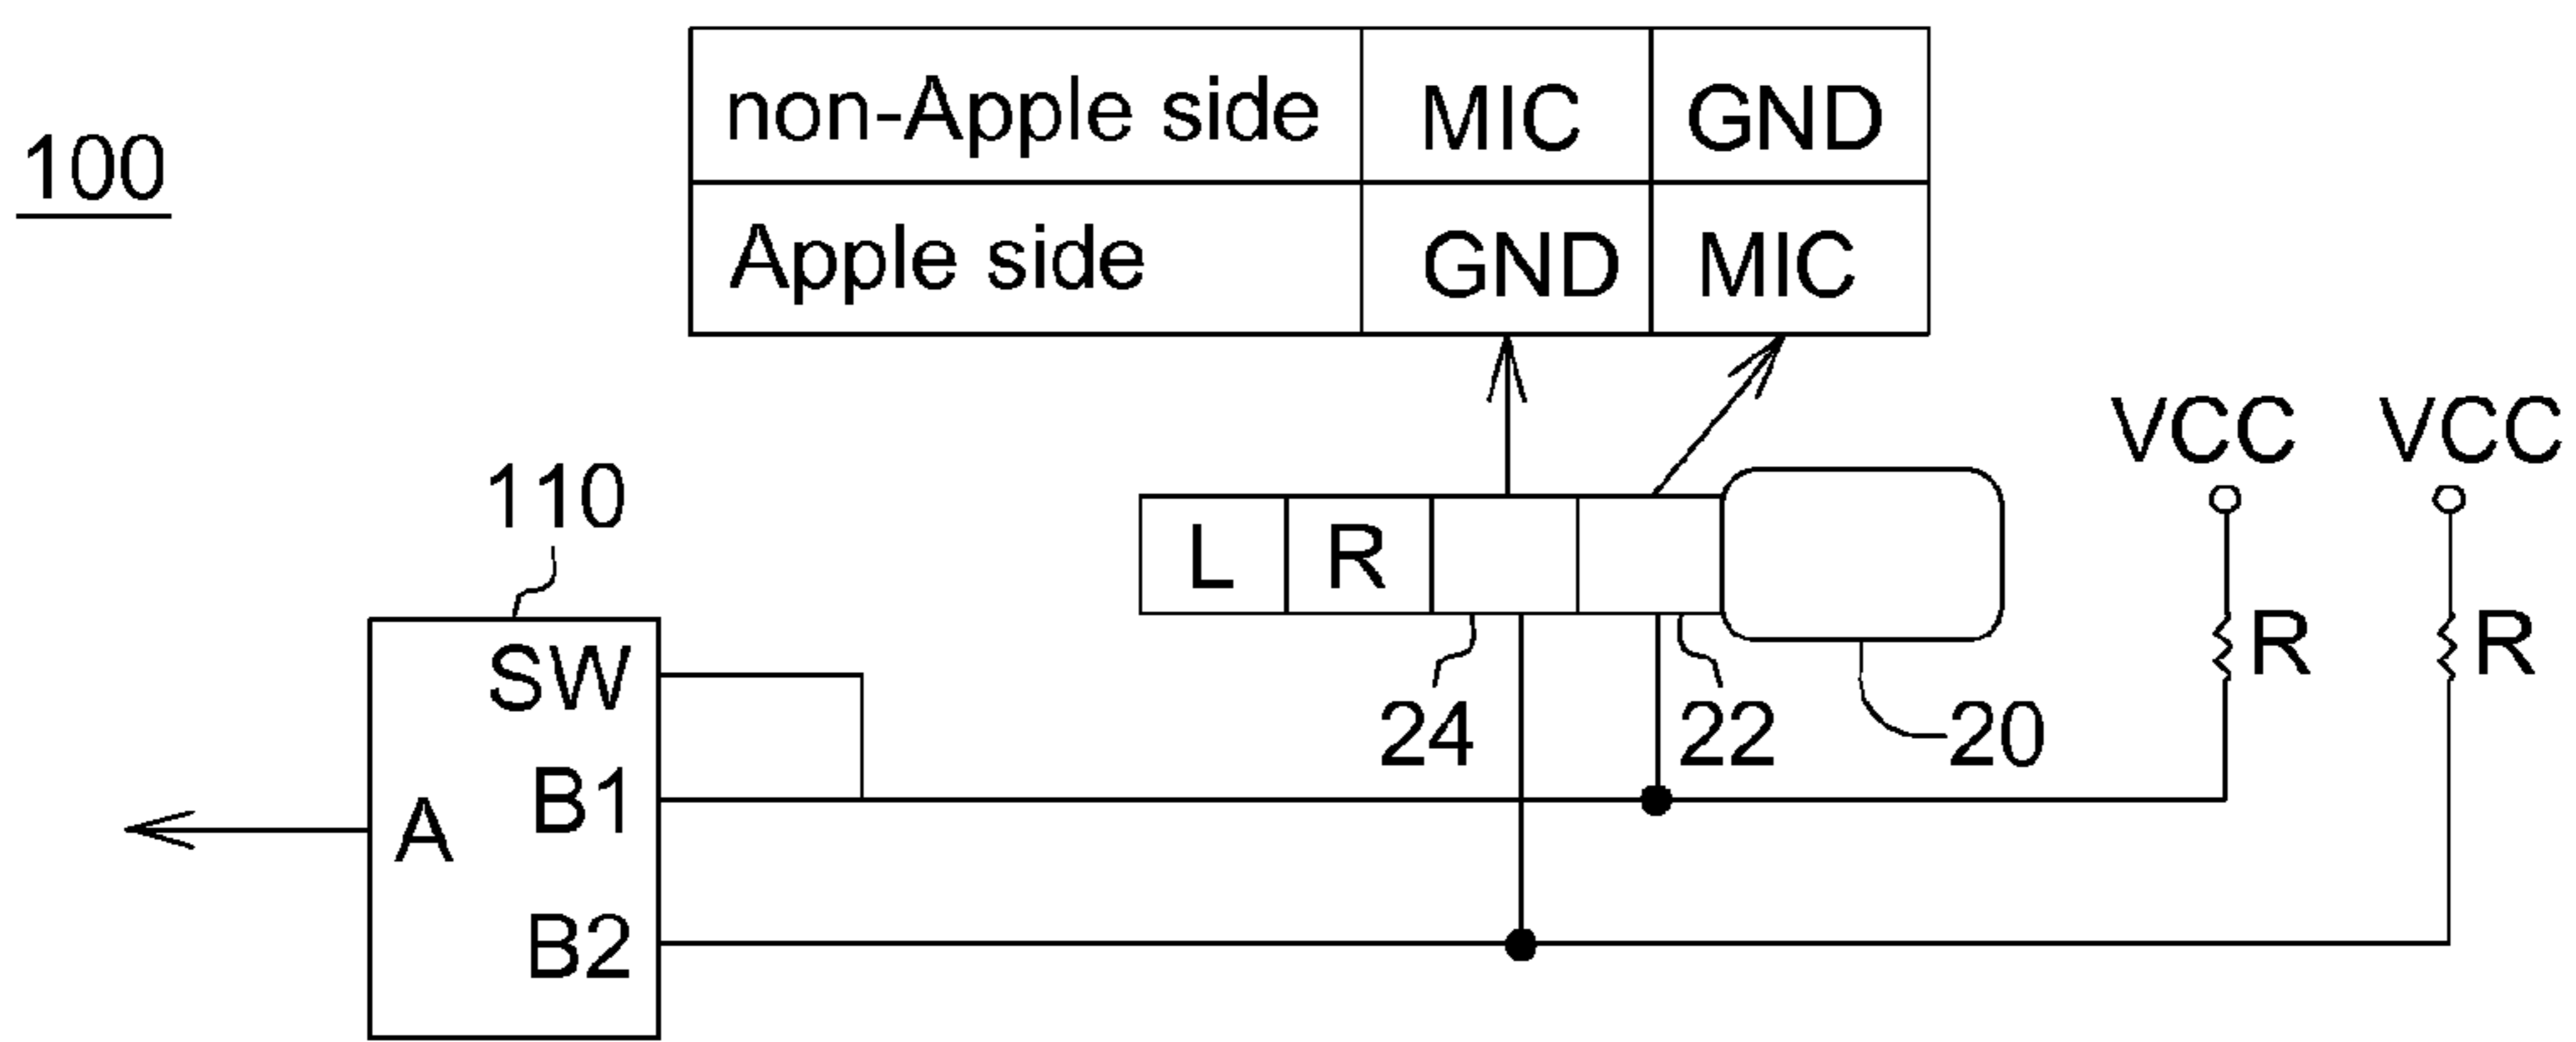 non-Apple side MIC GND
100
Apple side GND MIC
VCC VCC
110
L R
SW
R R
24 22 20
B1
A
B2